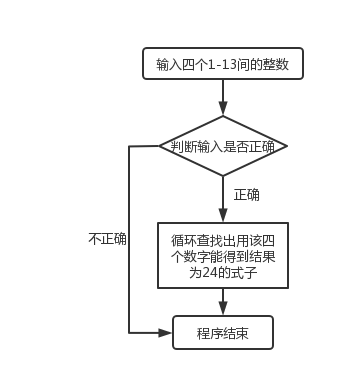 输入四个1-13间的整数
判断输入是否正确
正确
不正确
循环查找出用该四
个数字能得到结果
为24的式子
程序结束